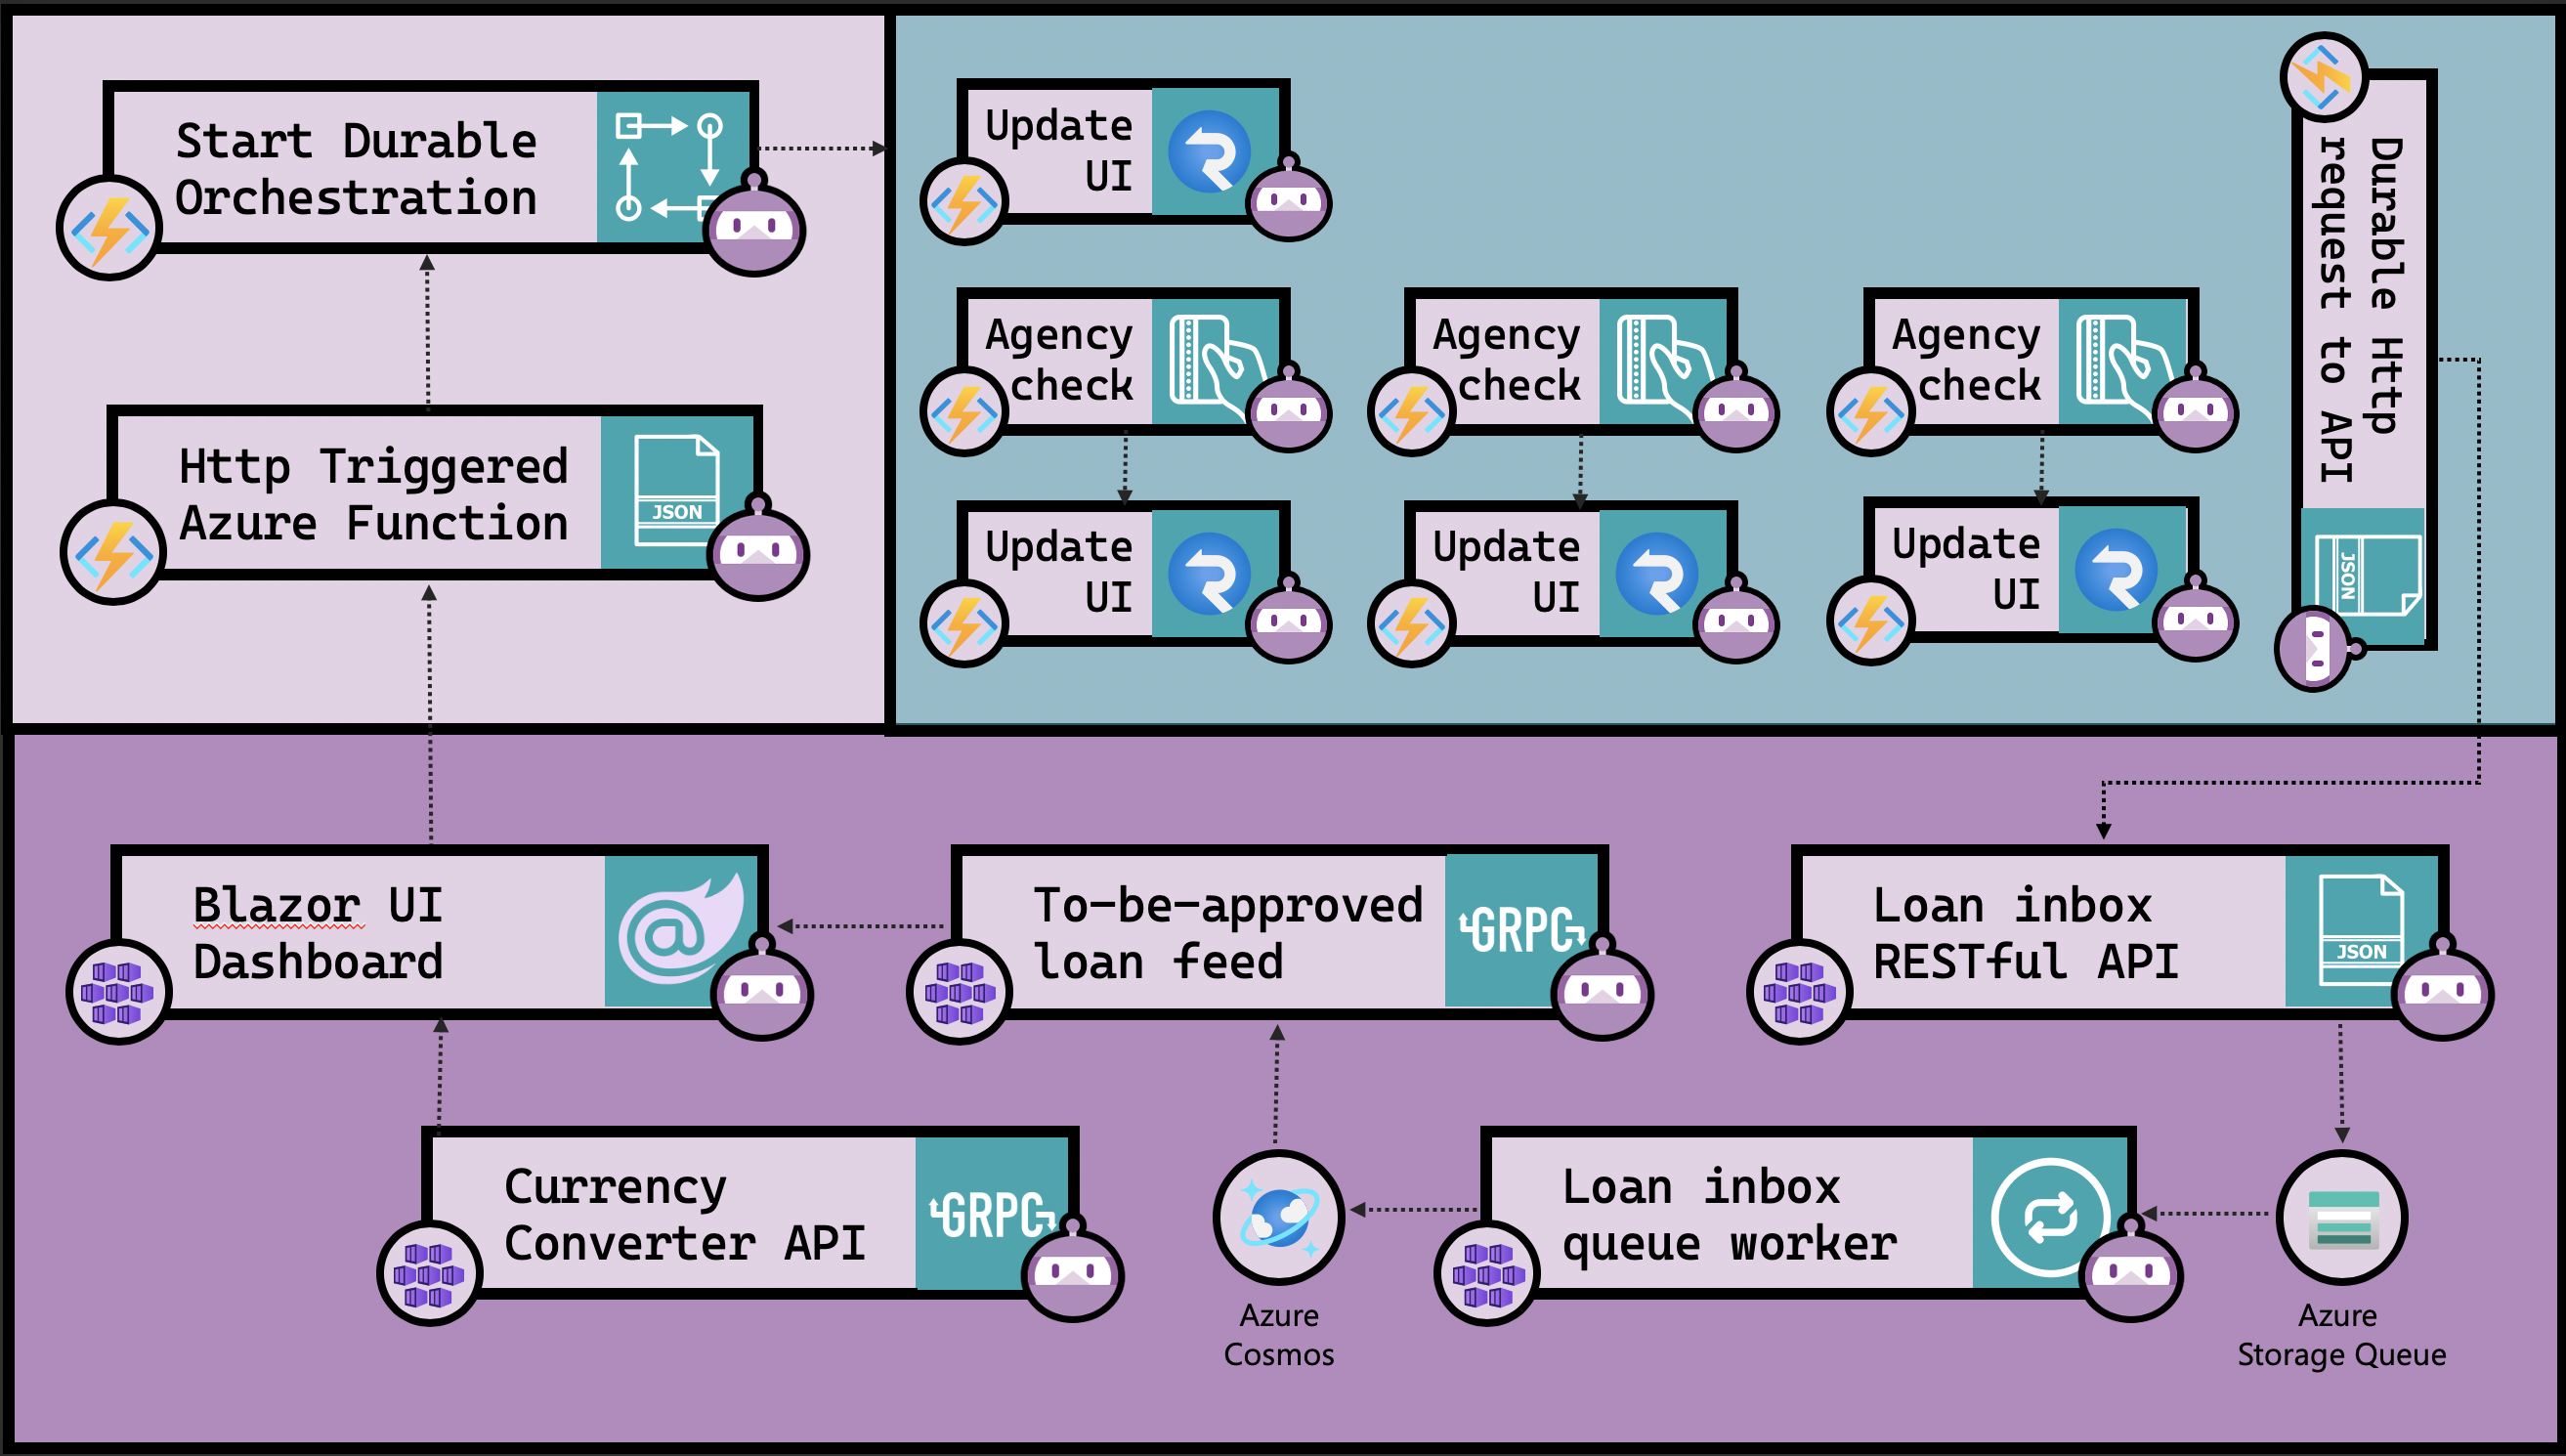 Start Durable
Orchestration
Http Triggered
Azure Function
JSON
Update
UI
Agency
check
Agency
check
Agency
check
Update
UI
Update
UI
Update
UI
Durable Http
request to API
JSON
Blazor UI
Dashboard
To-be-approved
loan feed
GRPC
Loan inbox
RESTful API
JSON
Currency
Converter API
GRPC
Azure
Cosmos
Loan inbox
queue worker
Azure
Storage Queue